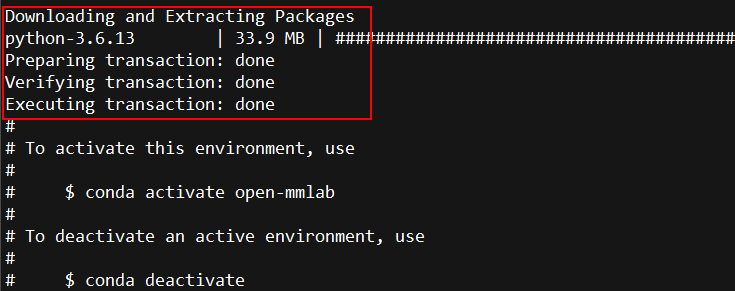 Downloading and Extracting Packages
python-3.6.13        | 33.9 MB | ########################################
Preparing transaction: done
Verifying transaction: done
Executing transaction: done
#
# To activate this environment, use
#
#     $ conda activate open-mmlab
#
# To deactivate an active environment, use
#
#     $ conda deactivate